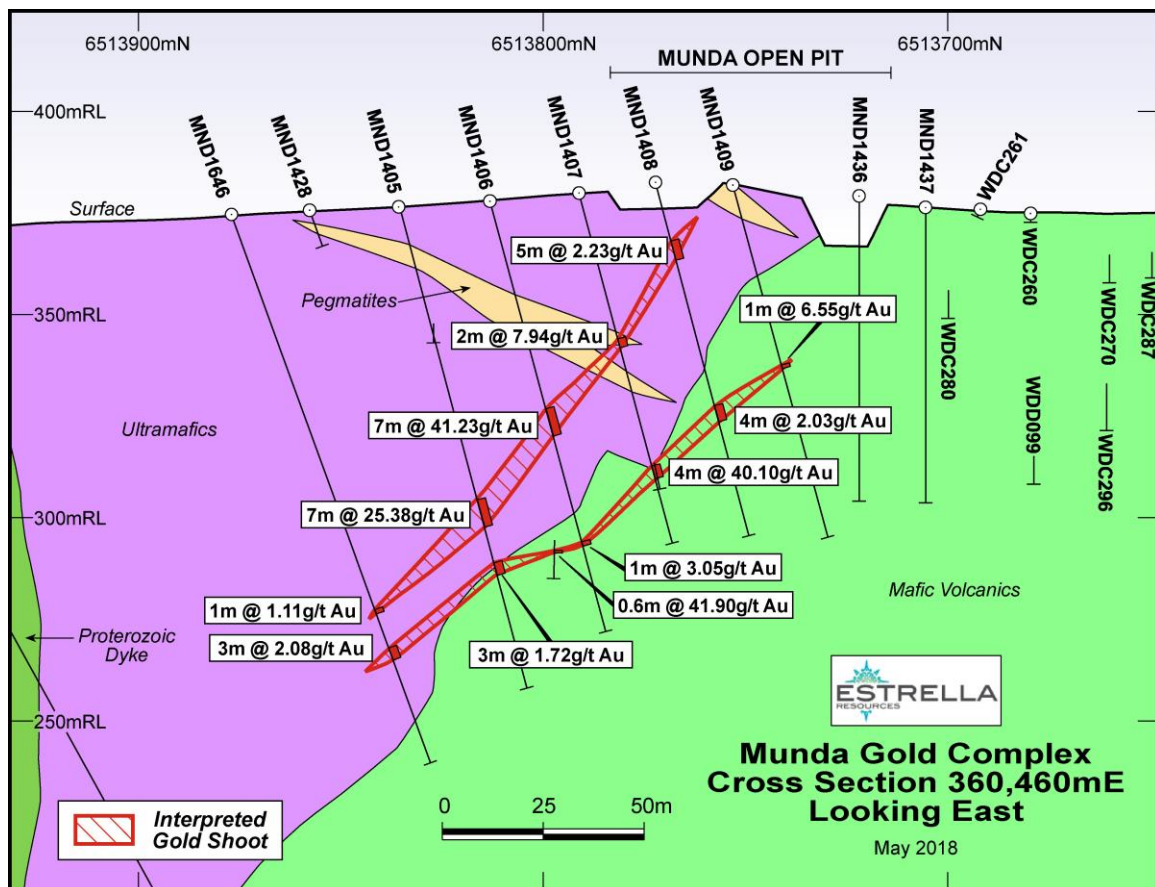 6513900mN
6513800mN
6513700mN
MUNDA OPEN PIT
400mRL
MND1646
MND1428
MND1405
MND1406
MND1407
MND1408
MND1409
MND1436
MND1437
WDC261
Surface
5m @ 2.23g/t Au
WDC260
WDC270
WDC287
Pegmatites
1m @ 6.55g/t Au
350mRL
2m @ 7.94g/t Au
WDC280
WDD099
WDC296
Ultramafics
7m @ 41.23g/t Au
4m @ 2.03g/t Au
4m @ 40.10g/t Au
300mRL
7m @ 25.38g/t Au
1m @ 3.05g/t Au
Mafic Volcanics
1m @ 1.11g/t Au
0.6m @ 41.90g/t Au
Proterozoic
Dyke
3m @ 2.08g/t Au
3m @ 1.72g/t Au
250mRL
ESTRELLA
RESOURCES
Munda Gold Complex
Cross Section 360,460mE
Looking East
May 2018
Interpreted
Gold Shoot
0 25 50m